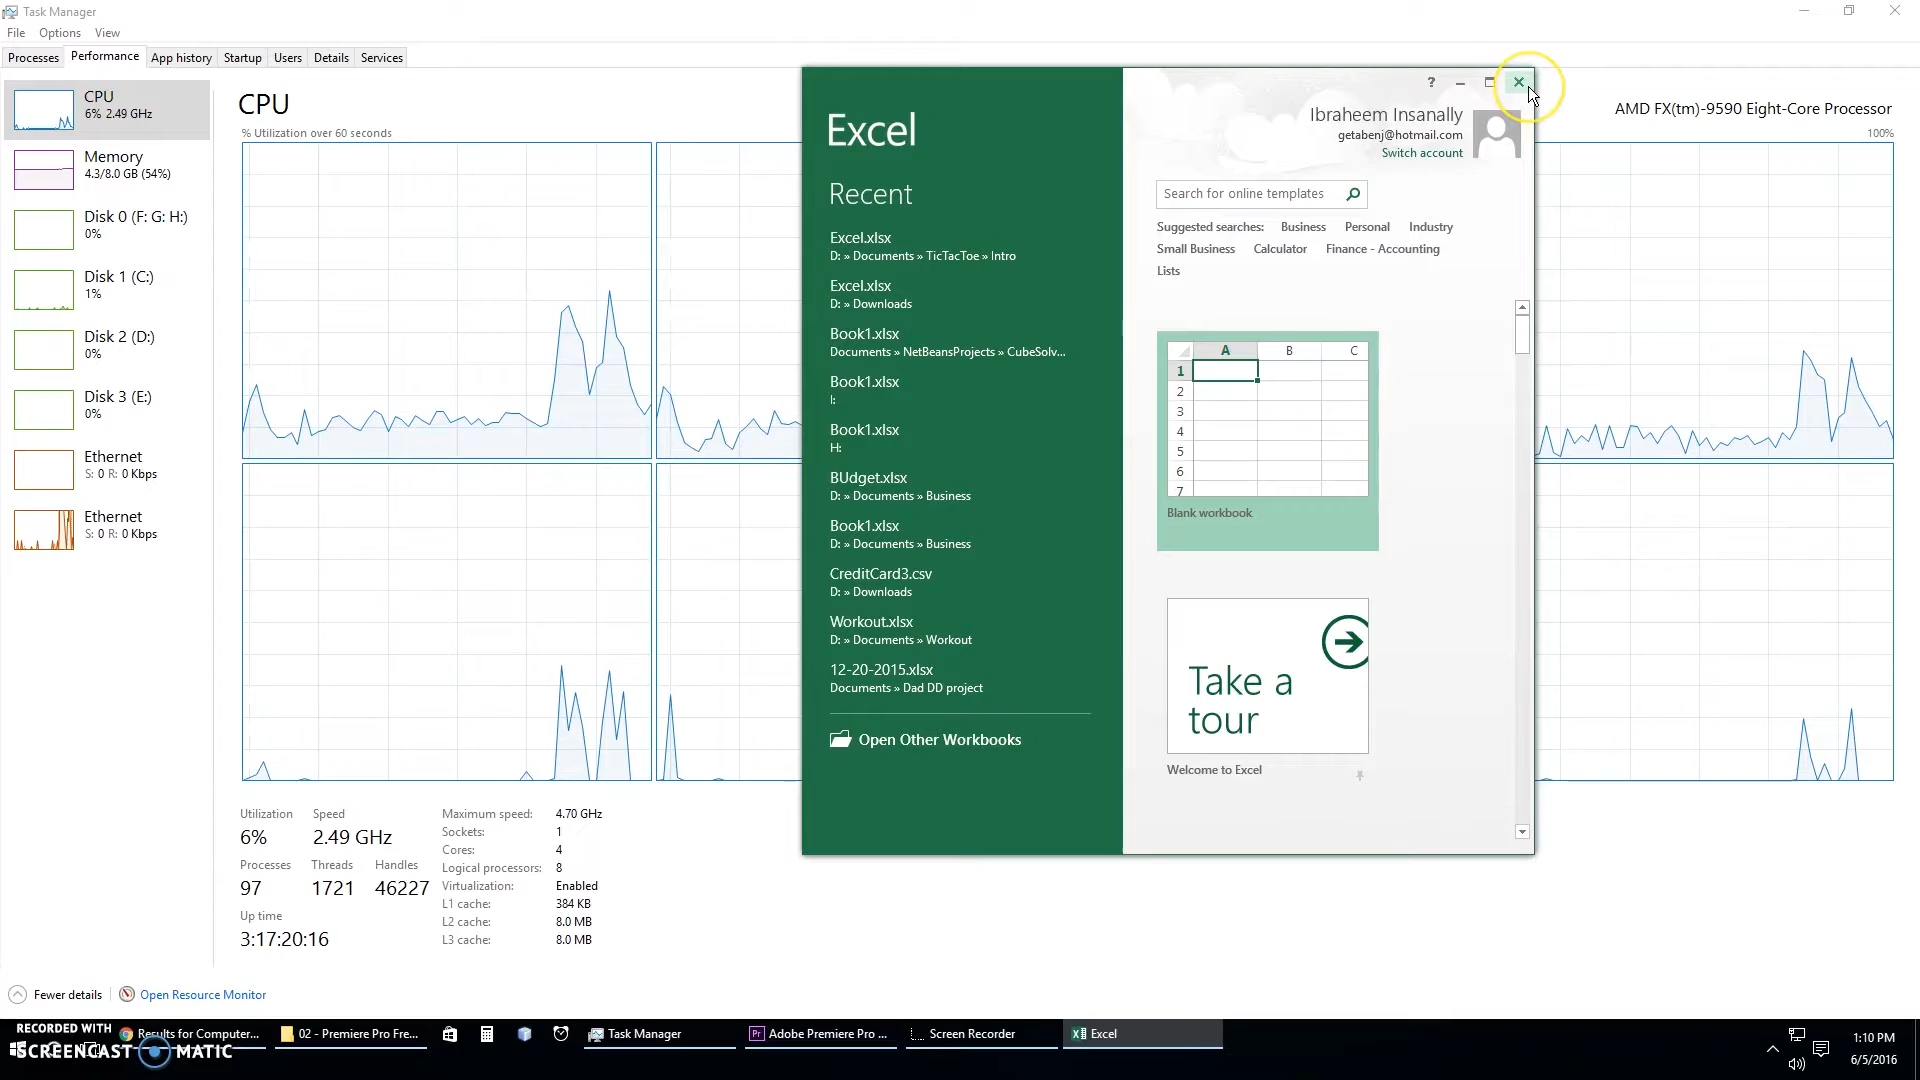 Task Manager
File Options View
Processes Performance App history Startup Users Details Services
CPU
6% 2.49 GHz
Memory
4.3/8.0 GB (54%)
Disk 0 (F: G: H:)
0%
Disk 1 (C:)
1%
Disk 2 (D:)
0%
Disk 3 (E:)
0%
Ethernet
S: 0 R: 0 Kbps
Ethernet
S: 0 R: 0 Kbps
CPU
AMD FX(tm)-9590 Eight-Core Processor
% Utilization over 60 seconds
100%
Excel
Recent
Excel.xlsx
D: » Documents » TicTacToe » Intro
Excel.xlsx
D: » Downloads
Book1.xlsx
Documents » NetBeansProjects » CubeSolv...
Book1.xlsx
I:
Book1.xlsx
H:
BUdget.xlsx
D: » Documents » Business
Book1.xlsx
D: » Documents » Business
CreditCard3.csv
D: » Downloads
Workout.xlsx
D: » Documents » Workout
12-20-2015.xlsx
Documents » Dad DD project
Open Other Workbooks
?
Ibraheem Insanally
getabenj@hotmail.com
Switch account
Search for online templates
Suggested searches: Business Personal Industry
Small Business Calculator Finance - Accounting
Lists
A B C
1
2
3
4
5
6
7
Blank workbook
Take a
tour
Welcome to Excel
Utilization Speed
6% 2.49 GHz
Processes Threads Handles
97 1721 46227
Up time
3:17:20:16
Maximum speed: 4.70 GHz
Sockets: 1
Cores: 4
Logical processors: 8
Virtualization: Enabled
L1 cache: 384 KB
L2 cache: 8.0 MB
L3 cache: 8.0 MB
Fewer details Open Resource Monitor
RECORDED WITH
SCREENCAST MATIC
Results for Computer...
02 - Premiere Pro Fre...
Task Manager
Pr Adobe Premiere Pro ...
Screen Recorder
Excel
1:10 PM
6/5/2016